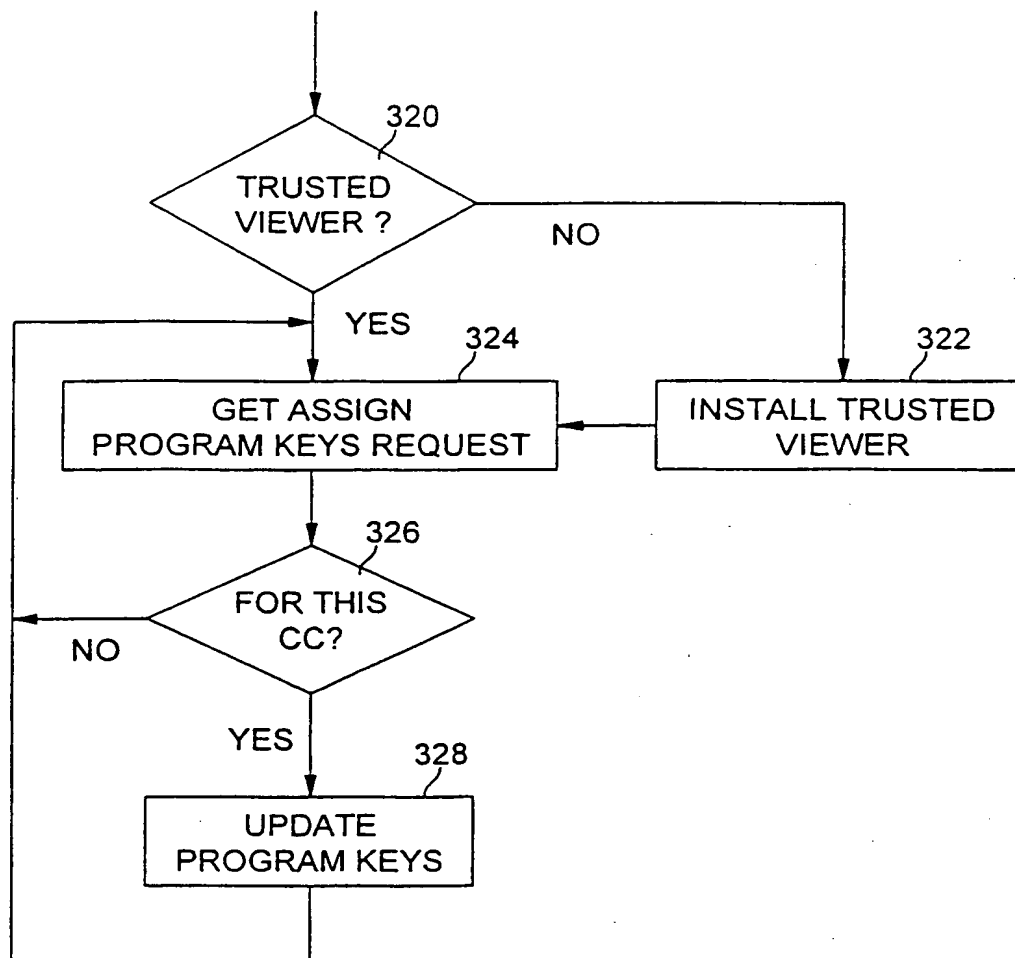 320
TRUSTED
VIEWER ?
NO
YES
324
322
GET ASSIGN
PROGRAM KEYS REQUEST
INSTALL TRUSTED
VIEWER
326
FOR THIS
CC?
NO
YES
328
UPDATE
PROGRAM KEYS